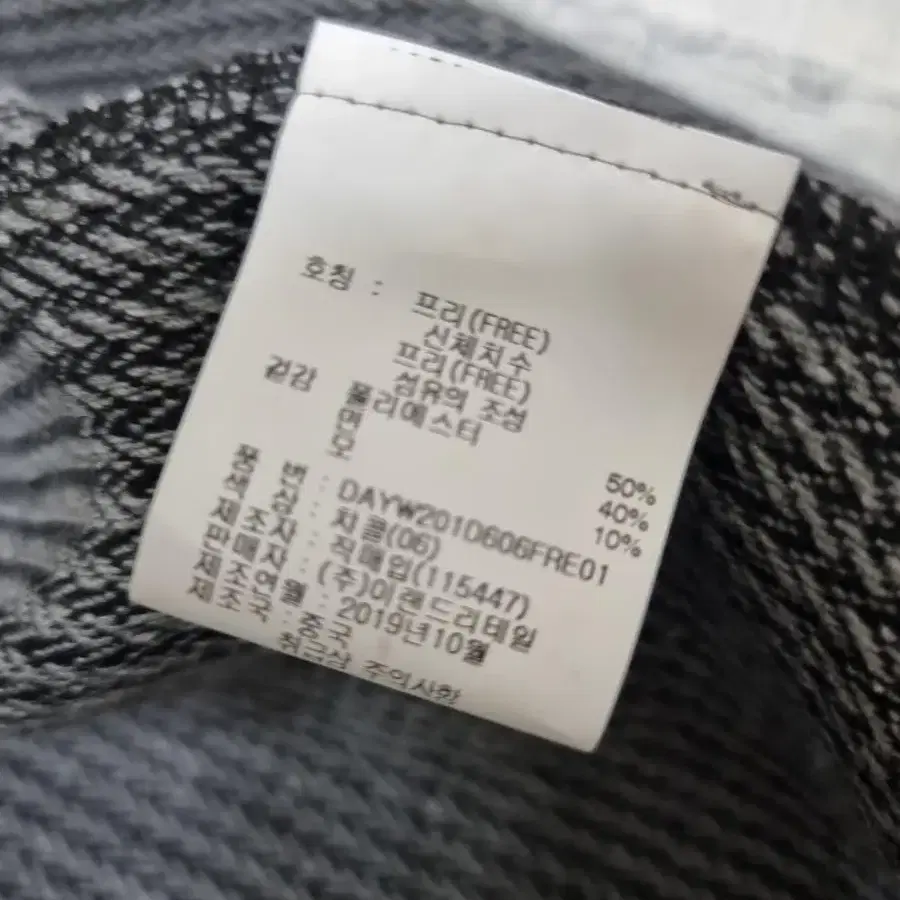 호칭 : 프리(FREE)
신체치수
프리(FREE)
섬유의 조성
겉감 폴리에스터 50%
면 40%
모 10%
품 번 : DAYW201D606FRE01
색 상 : 차콜(06)
제 조 자 : 직매입(115447)
판 매 자 : (주)이랜드리테일
제조연월 : 2019년10월
제 조 국 : 중국
취급상 주의사항